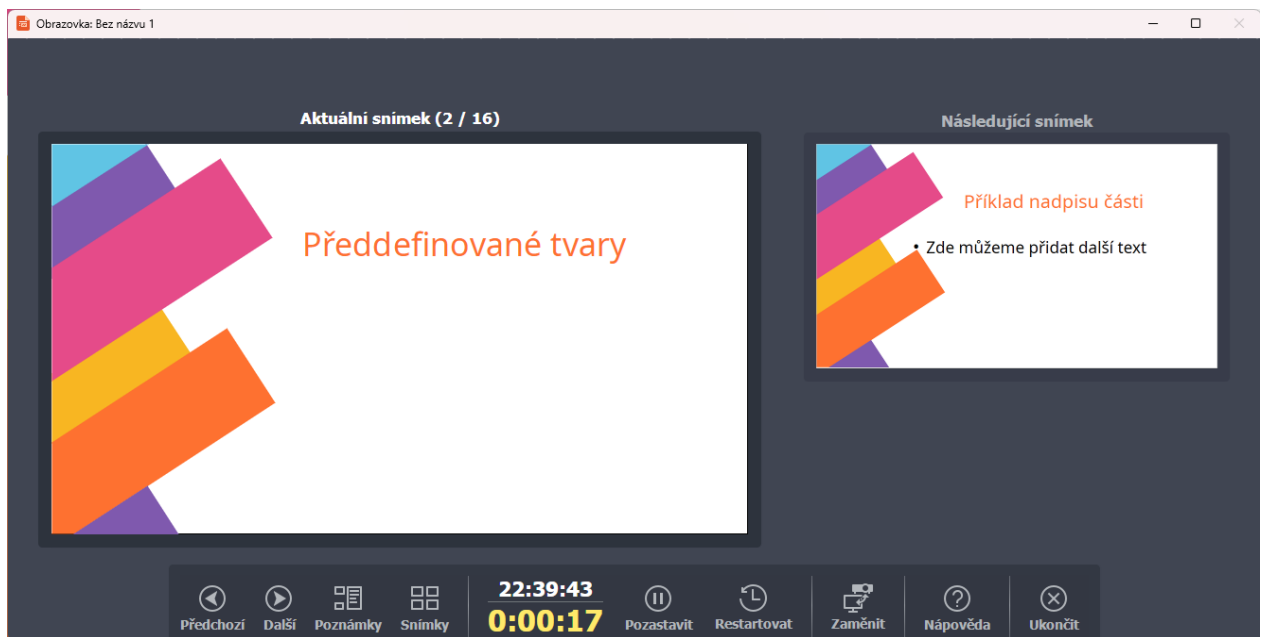 Obrazovka: Bez názvu 1
Aktuální snímek (2 / 16)
Následující snímek
Předdefinované tvary
Příklad nadpisu části
• Zde můžeme přidat další text
22:39:43
0:00:17
Předchozí Další Poznámky Snímky Pozastavit Restartovat Zaměnit Nápověda Ukončit